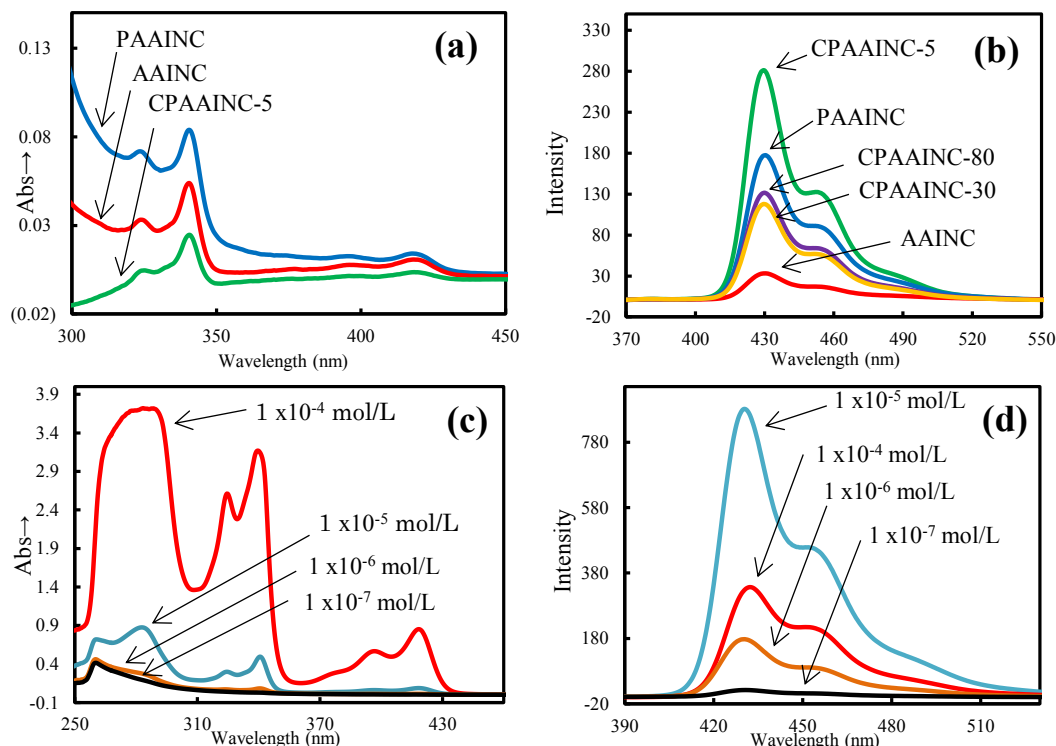 (a)
0.13
0.08
0.03
(0.02)
Abs→
PAAINC
AAINC
CPAAINC-5
300 350 400 450
Wavelength (nm)
(b)
330
280
230
180
130
80
30
-20
Intensity
CPAAINC-5
PAAINC
CPAAINC-80
CPAAINC-30
AAINC
370 400 430 460 490 520 550
Wavelength (nm)
(c)
3.9
3.4
2.9
2.4
1.9
1.4
0.9
0.4
-0.1
Abs→
1 x10-4 mol/L
1 x10-5 mol/L
1 x10-6 mol/L
1 x10-7 mol/L
250 310 370 430
Wavelength (nm)
(d)
780
580
380
180
-20
Intensity
1 x10-5 mol/L
1 x10-4 mol/L
1 x10-6 mol/L
1 x10-7 mol/L
390 420 450 480 510
Wavelength (nm)